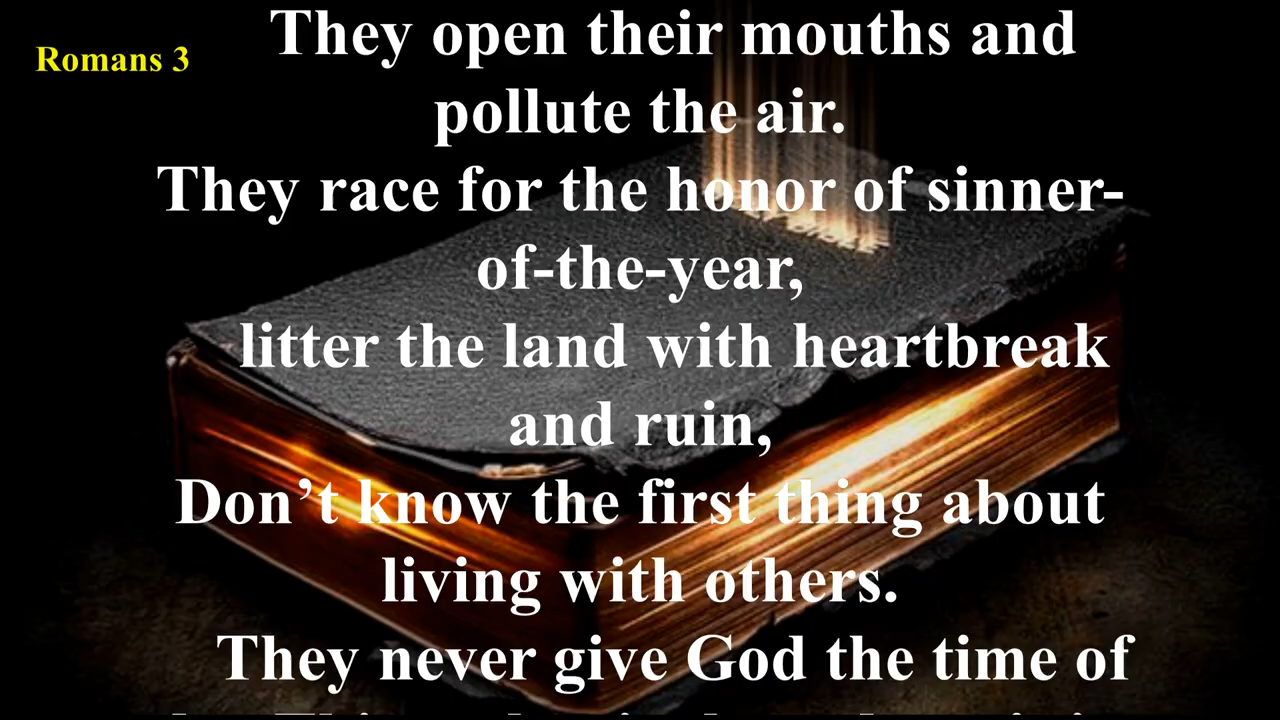 Romans 3
They open their mouths and
pollute the air.
They race for the honor of sinner-
of-the-year,
litter the land with heartbreak
and ruin,
Don’t know the first thing about
living with others.
They never give God the time of